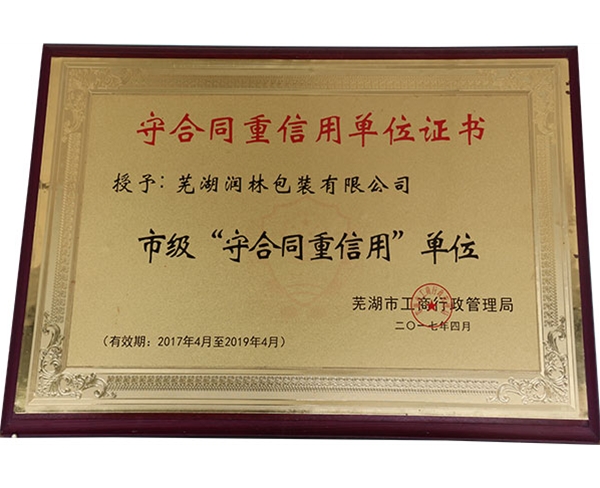 守合同重信用单位证书
授予：芜湖润林包装有限公司
市级“守合同重信用”单位
芜湖市工商行政管理局
二〇一七年四月
（有效期：2017年4月至2019年4月）